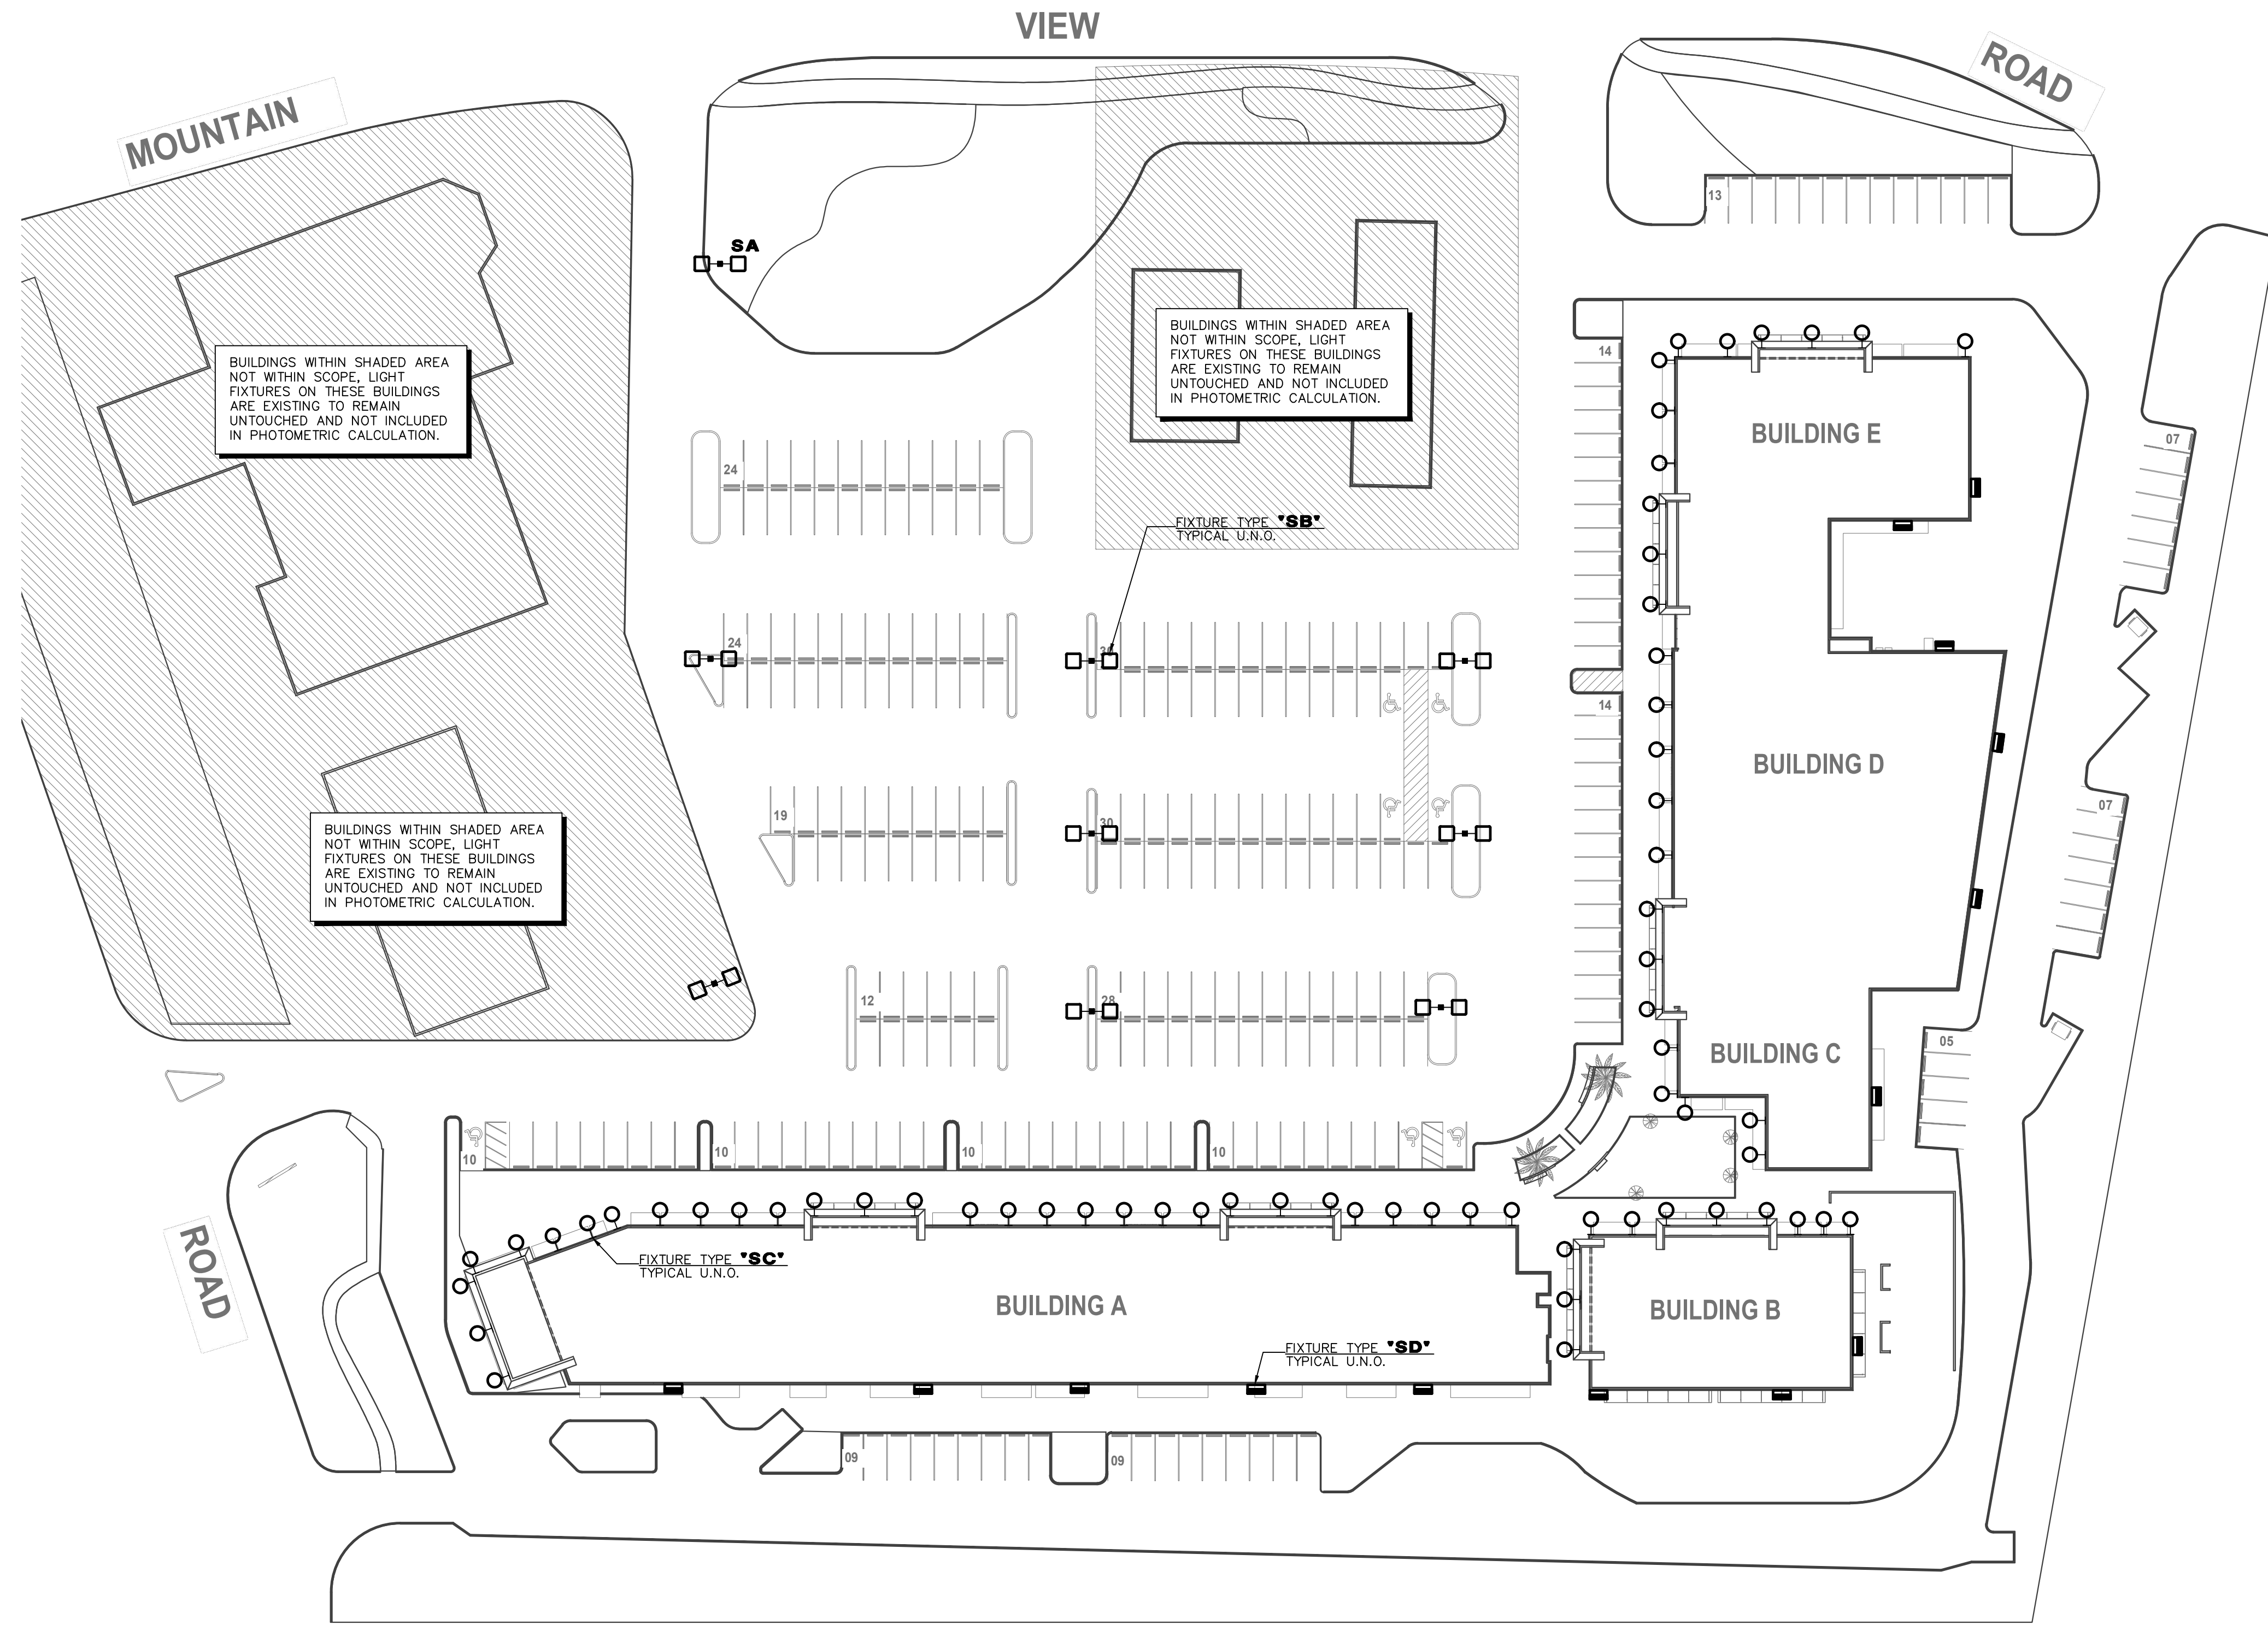 VIEW
ROAD
MOUNTAIN
13
SA
BUILDINGS WITHIN SHADED AREA
NOT WITHIN SCOPE, LIGHT
FIXTURES ON THESE BUILDINGS
ARE EXISTING TO REMAIN
UNTOUCHED AND NOT INCLUDED
IN PHOTOMETRIC CALCULATION.
14
BUILDINGS WITHIN SHADED AREA
NOT WITHIN SCOPE, LIGHT
FIXTURES ON THESE BUILDINGS
ARE EXISTING TO REMAIN
UNTOUCHED AND NOT INCLUDED
IN PHOTOMETRIC CALCULATION.
BUILDING E
07
24
FIXTURE TYPE "SB"
TYPICAL U.N.O.
24
30
14
BUILDING D
07
19
30
BUILDINGS WITHIN SHADED AREA
NOT WITHIN SCOPE, LIGHT
FIXTURES ON THESE BUILDINGS
ARE EXISTING TO REMAIN
UNTOUCHED AND NOT INCLUDED
IN PHOTOMETRIC CALCULATION.
12
28
05
BUILDING C
10
10
10
10
ROAD
FIXTURE TYPE "SC"
TYPICAL U.N.O.
BUILDING A
BUILDING B
FIXTURE TYPE "SD"
TYPICAL U.N.O.
09
09